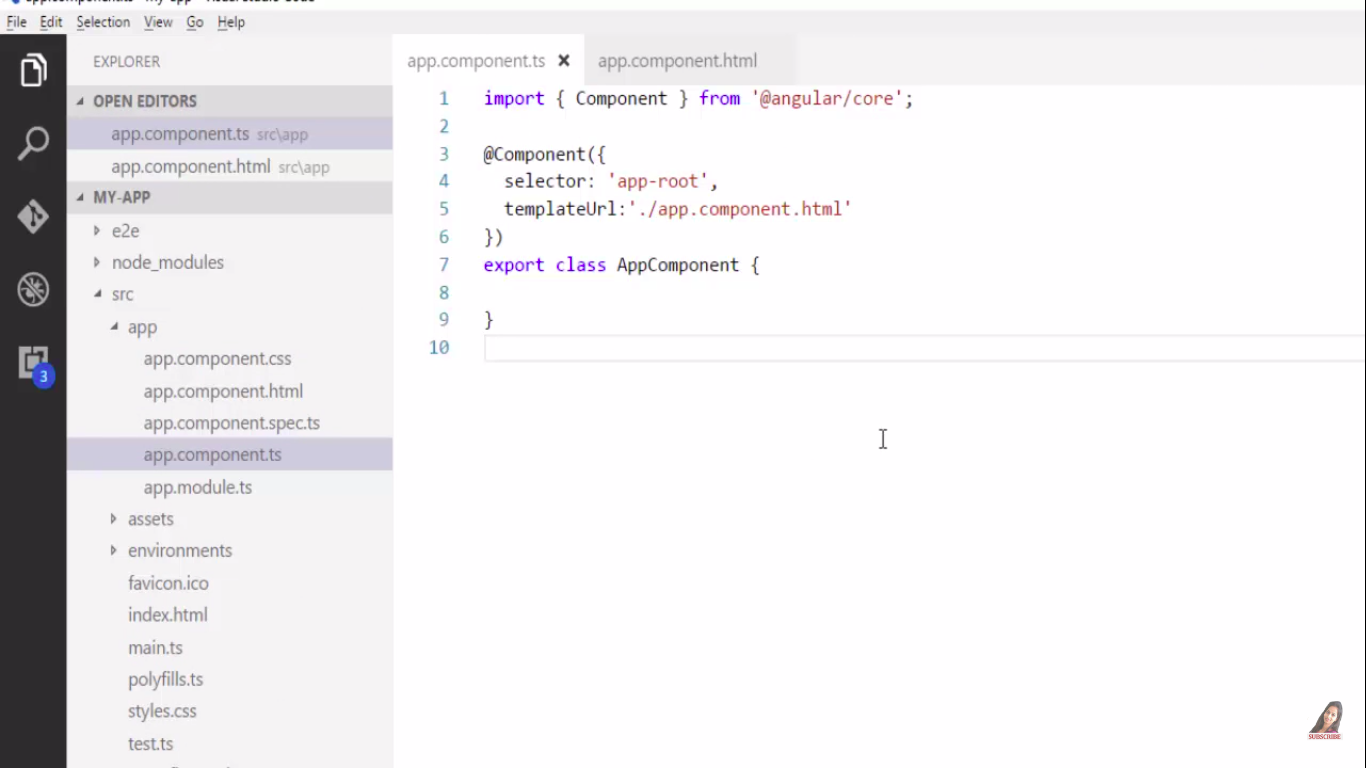 File Edit Selection View Go Help
EXPLORER
OPEN EDITORS
app.component.ts src\app
app.component.html src\app
MY-APP
e2e
node_modules
src
app
app.component.css
app.component.html
app.component.spec.ts
app.component.ts
app.module.ts
assets
environments
favicon.ico
index.html
main.ts
polyfills.ts
styles.css
test.ts
3
app.component.ts app.component.html
1 import { Component } from '@angular/core';
2
3 @Component({
4 selector: 'app-root',
5 templateUrl:'./app.component.html'
6 })
7 export class AppComponent {
8
9 }
10
SUBSCRIBE